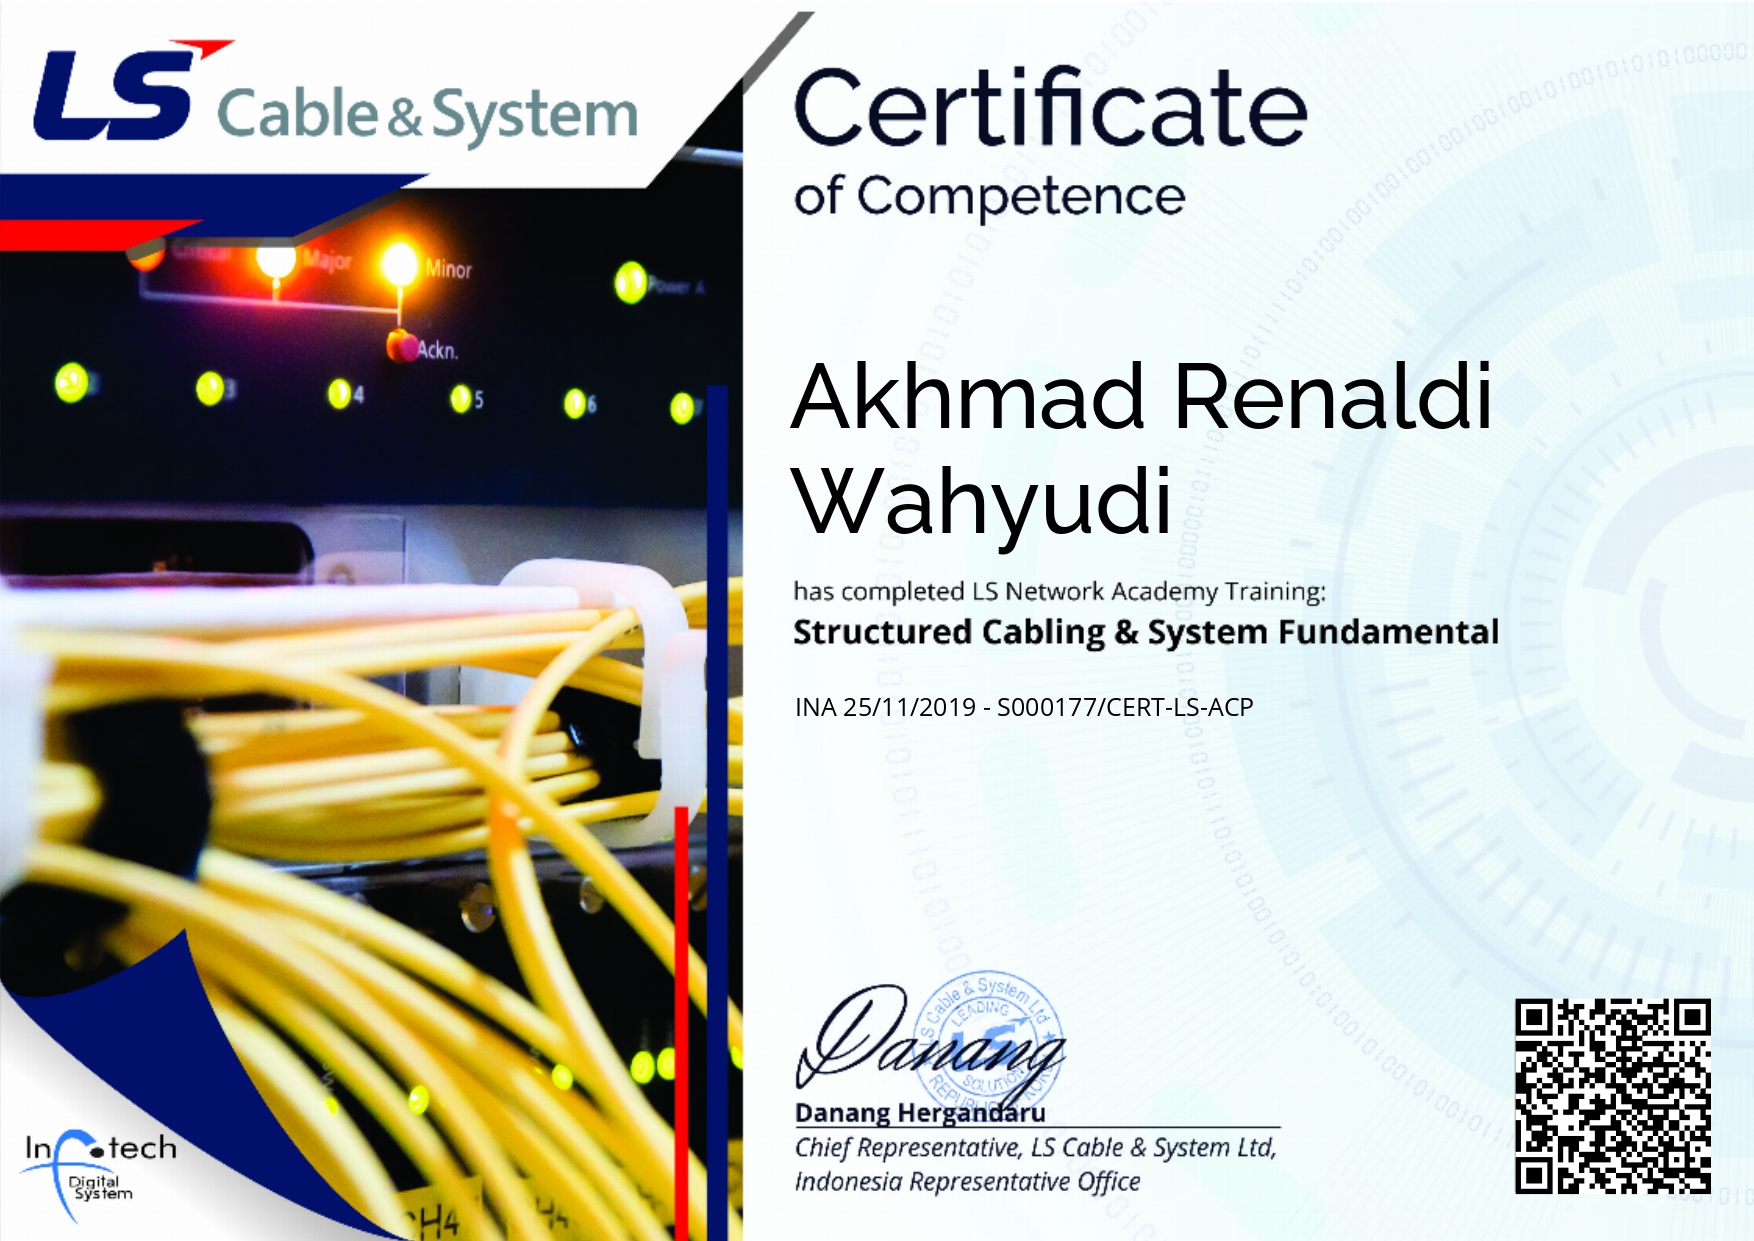 LS Cable & System
Certificate
of Competence
Critical
Major
Minor
Power A
Ackn.
2
3
4
5
6
7
Akhmad Renaldi
Wahyudi
has completed LS Network Academy Training:
Structured Cabling & System Fundamental
INA 25/11/2019 - S000177/CERT-LS-ACP
LS Cable & System Ltd
LEADING
LS
SOLUTION
Danang
Danang Hergandaru
Chief Representative, LS Cable & System Ltd,
Indonesia Representative Office
Infotech
Digital
System
CH4